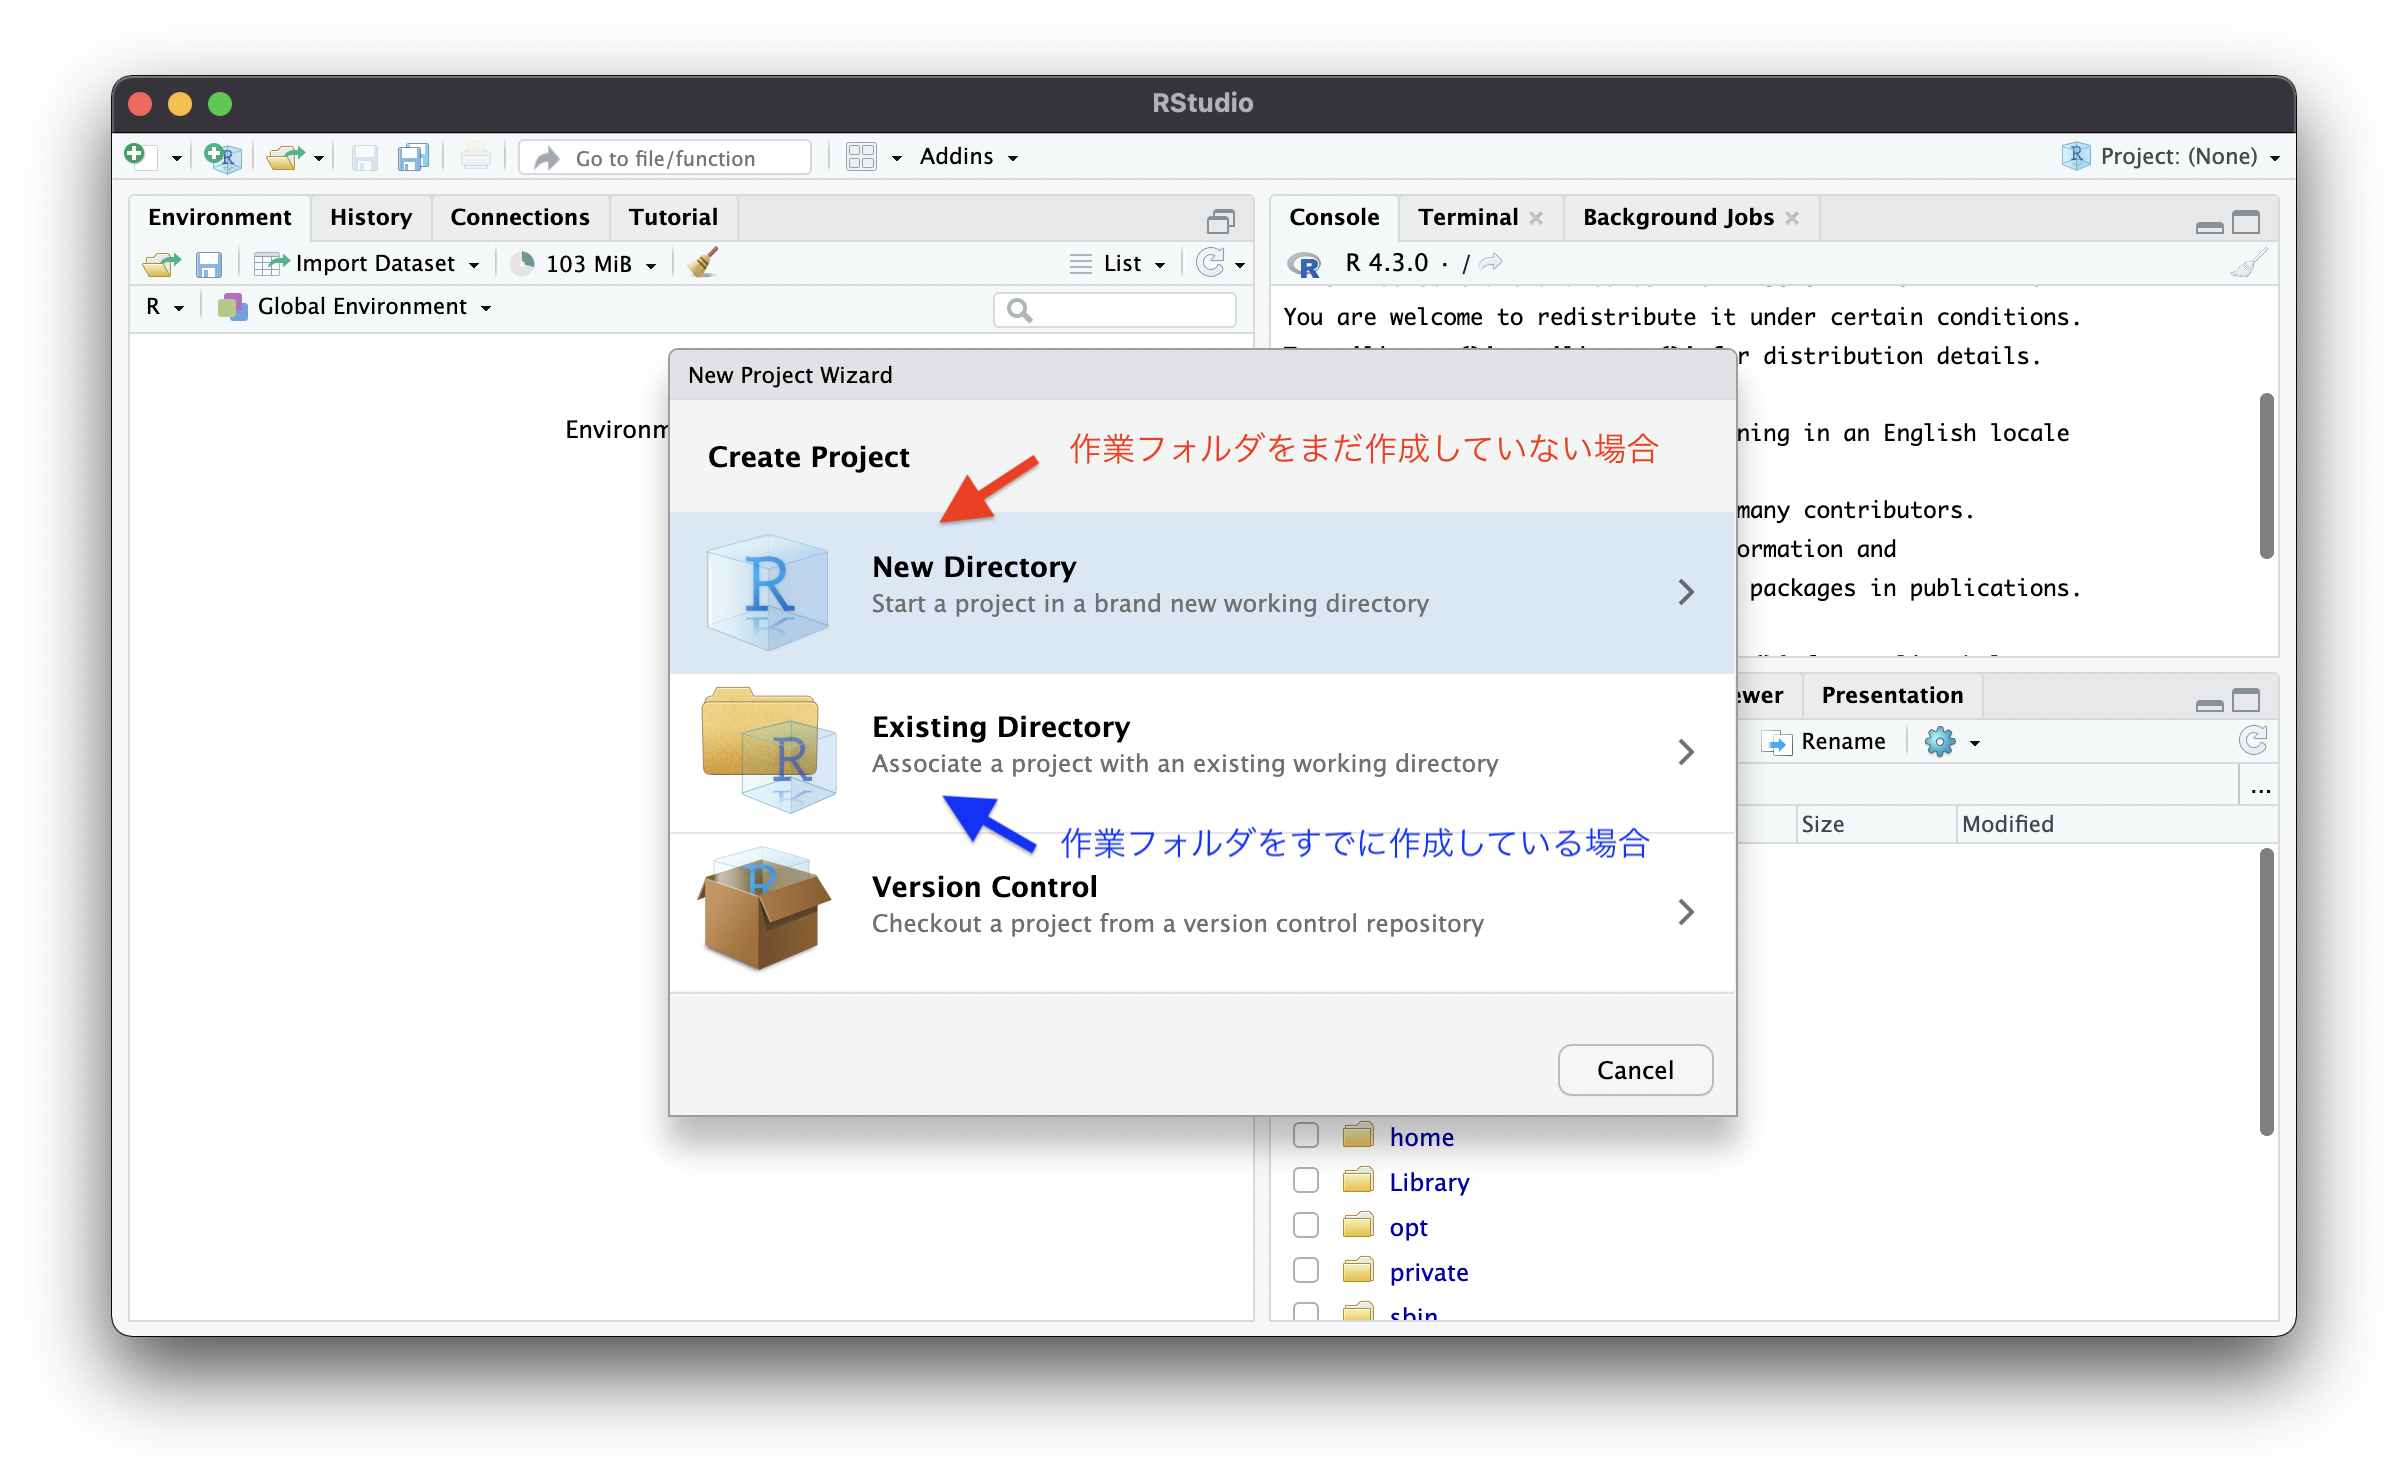 RStudio
Go to file/function
Addins
Project: (None)
Environment
History
Connections
Tutorial
Import Dataset
103 MiB
List
R
Global Environment
Console
Terminal
Background Jobs
R 4.3.0 · /
You are welcome to redistribute it under certain conditions.
for distribution details.
in an English locale
many contributors.
and
packages in publications.
New Project Wizard
Create Project
作業フォルダをまだ作成していない場合
New Directory
Start a project in a brand new working directory
Existing Directory
Associate a project with an existing working directory
作業フォルダをすでに作成している場合
Version Control
Checkout a project from a version control repository
Cancel
Presentation
Rename
...
Size
Modified
home
Library
opt
private
sbin